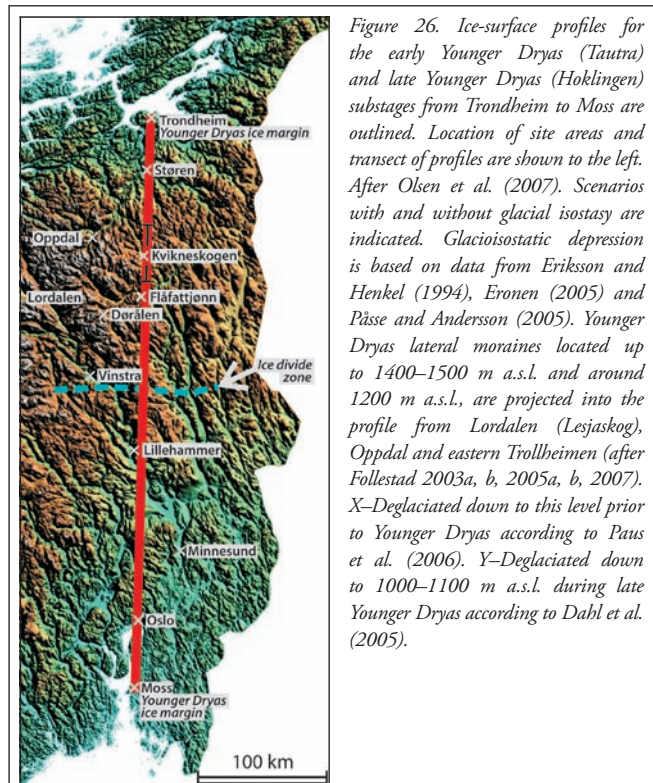 Trondheim
Younger Dryas ice margin
Støren
Oppdal
Kvikneskogen
Lordalen
Flåfattjønn
Dørålen
Ice divide
zone
Vinstra
Lillehammer
Minnesund
Oslo
Moss
Younger Dryas
ice margin
100 km
Figure 26. Ice-surface profiles for
the early Younger Dryas (Tautra)
and late Younger Dryas (Hoklingen)
substages from Trondheim to Moss are
outlined. Location of site areas and
transect of profiles are shown to the left.
After Olsen et al. (2007). Scenarios
with and without glacial isostasy are
indicated. Glacioisostatic depression
is based on data from Eriksson and
Henkel (1994), Eronen (2005) and
Påsse and Andersson (2005). Younger
Dryas lateral moraines located up
to 1400–1500 m a.s.l. and around
1200 m a.s.l., are projected into the
profile from Lordalen (Lesjaskog),
Oppdal and eastern Trollheimen (after
Follestad 2003a, b, 2005a, b, 2007).
X–Deglaciated down to this level prior
to Younger Dryas according to Paus
et al. (2006). Y–Deglaciated down
to 1000–1100 m a.s.l. during late
Younger Dryas according to Dahl et al.
(2005).